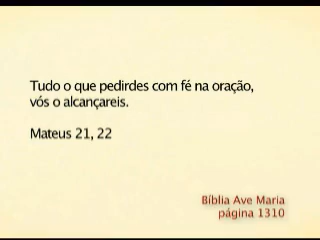 Tudo o que pedirdes com fé na oração,
vós o alcançareis.
Mateus 21, 22
Bíblia Ave Maria
página 1310